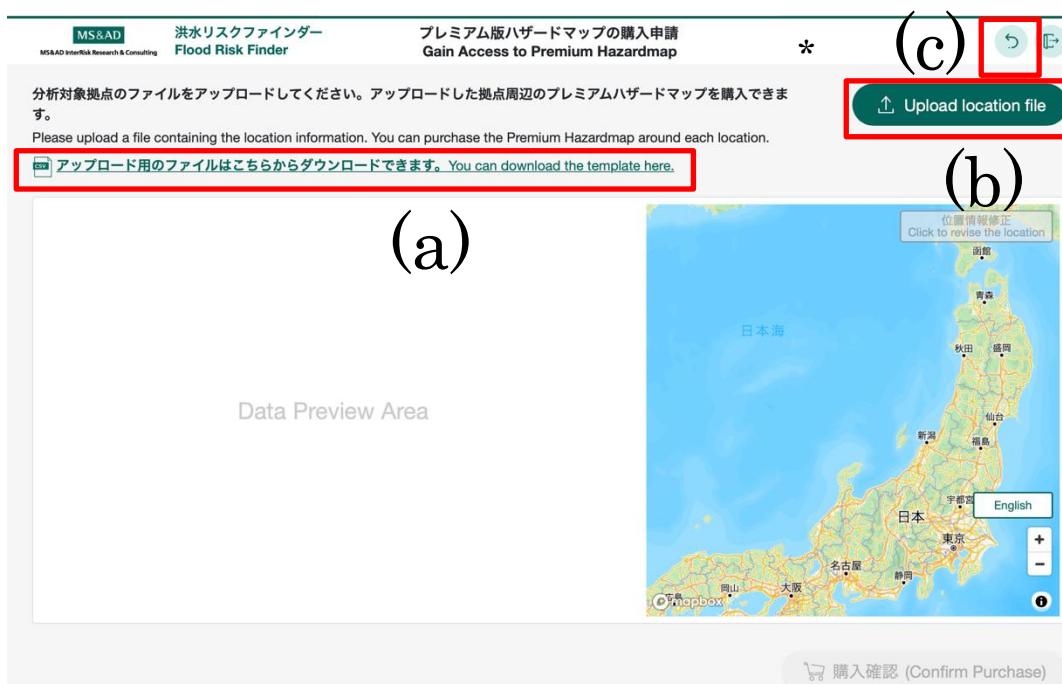 MS&AD
MS&AD InterRisk Research & Consulting
洪水リスクファインダー
Flood Risk Finder
プレミアム版ハザードマップの購入申請
Gain Access to Premium Hazardmap
*
(c)
分析対象拠点のファイルをアップロードしてください。アップロードした拠点周辺のプレミアムハザードマップを購入できま
す。
Please upload a file containing the location information. You can purchase the Premium Hazardmap around each location.
Upload location file
CSV アップロード用のファイルはこちらからダウンロードできます。You can download the template here.
(b)
(a)
位置情報修正
Click to revise the location
函館
青森
日本海
秋田
盛岡
Data Preview Area
仙台
新潟
福島
宇都宮
English
日本
東京
+
−
名古屋
静岡
岡山
大阪
mapbox
購入確認 (Confirm Purchase)